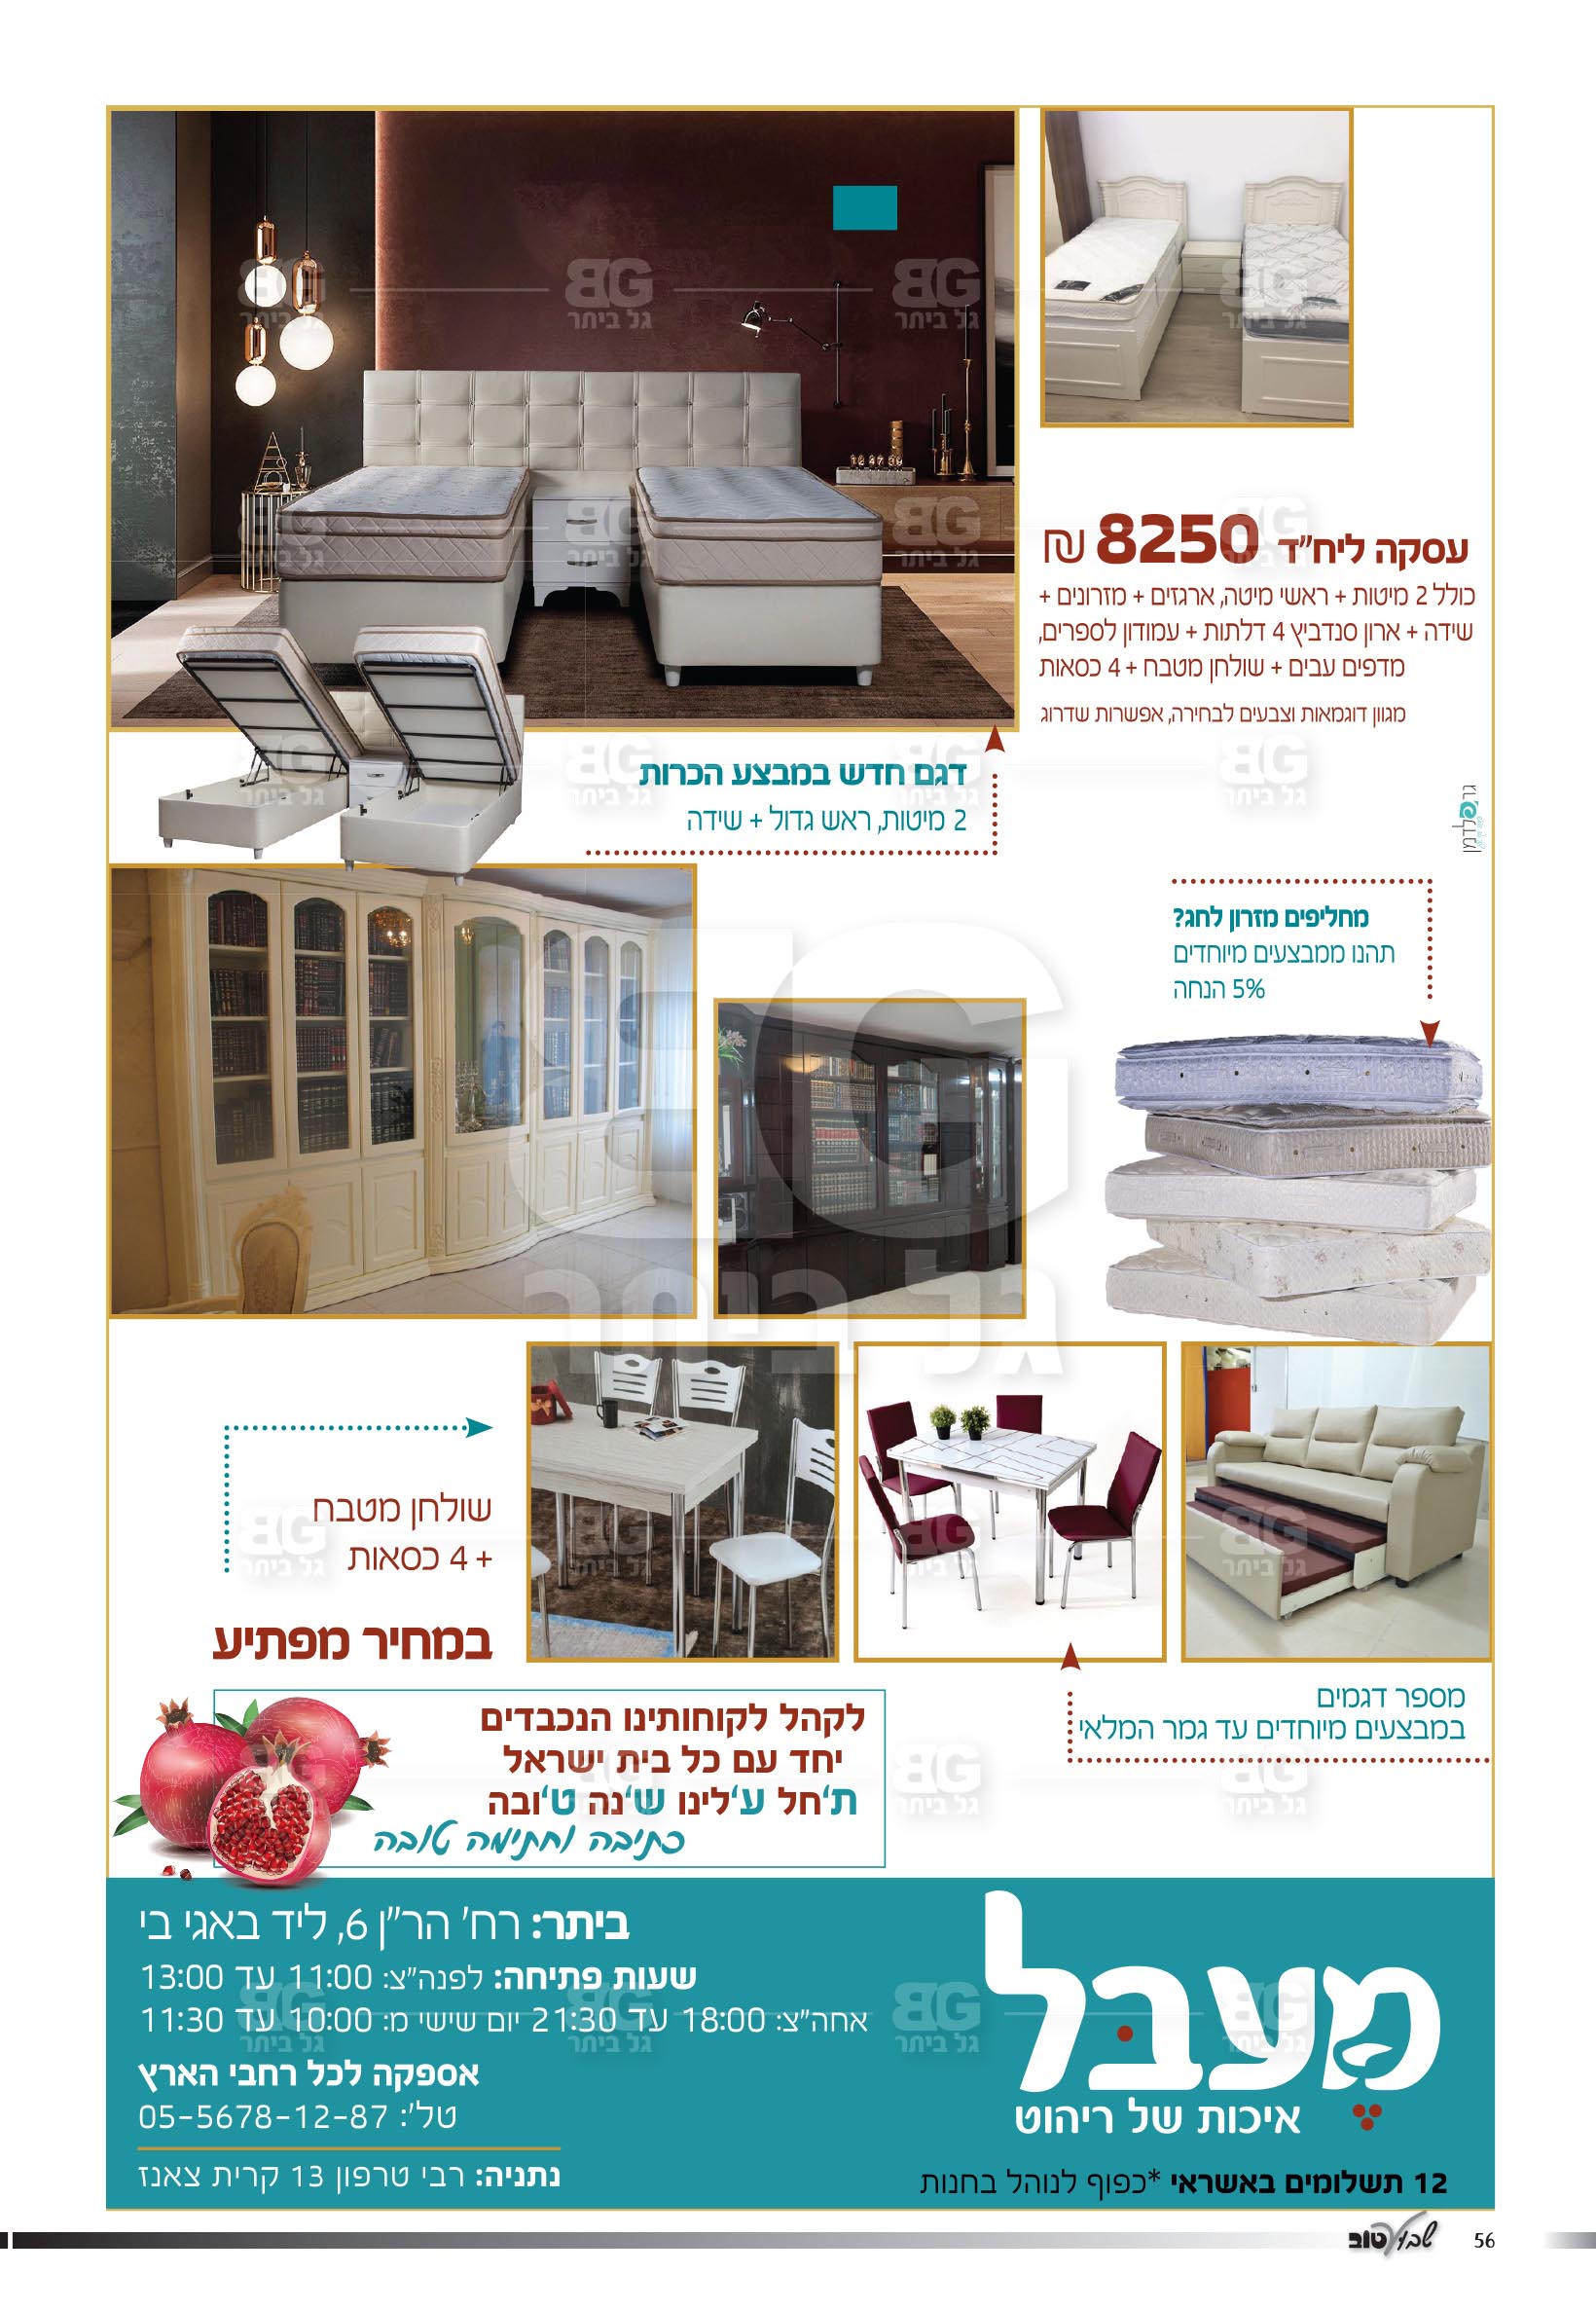 עסקה ליח"ד 8250 ₪
כולל 2 מיטות + ראשי מיטה, ארגזים + מזרונים +
שידה + ארון סנדביץ 4 דלתות + עמודון לספרים,
מדפים עבים + שולחן מטבח + 4 כסאות
מגוון דוגמאות וצבעים לבחירה, אפשרות שדרוג
דגם חדש במבצע הכרות
2 מיטות, ראש גדול + שידה
מחליפים מזרון לחג?
תהנו ממבצעים מיוחדים
5% הנחה
שולחן מטבח
+ 4 כסאות
במחיר מפתיע
מספר דגמים
במבצעים מיוחדים עד גמר המלאי
לקהל לקוחותינו הנכבדים
יחד עם כל בית ישראל
ת'חל ע'לינו ש'נה ט'ובה
כתיבה וחתימה טובה
מעבל
איכות של ריהוט
12 תשלומים באשראי *כפוף לנוהל בחנות
ביתר: רח' הר"ן 6, ליד באגי בי
שעות פתיחה: לפנה"צ: 11:00 עד 13:00
אחה"צ: 18:00 עד 21:30 יום שישי מ: 10:00 עד 11:30
אספקה לכל רחבי הארץ
טל': 05-5678-12-87
נתניה: רבי טרפון 13 קרית צאנז
שבוע טוב
56
BG
גל ביתר